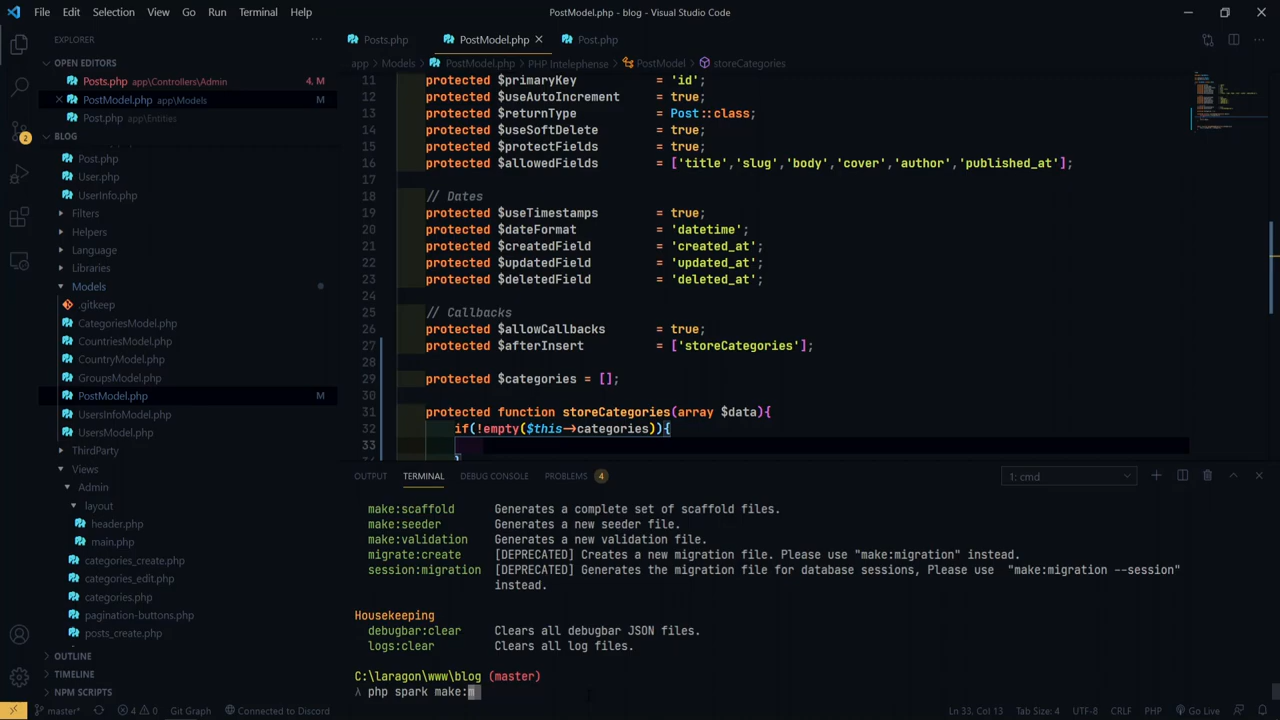 File Edit Selection View Go Run Terminal Help
PostModel.php - blog - Visual Studio Code
EXPLORER
OPEN EDITORS
Posts.php app\Controllers\Admin 4, M
PostModel.php app\Models M
Post.php app\Entities
BLOG
Post.php
User.php
UserInfo.php
Filters
Helpers
Language
Libraries
Models
.gitkeep
CategoriesModel.php
CountriesModel.php
CountryModel.php
GroupsModel.php
PostModel.php M
UsersInfoModel.php
UsersModel.php
ThirdParty
Views
Admin
layout
header.php
main.php
categories_create.php
categories_edit.php
categories.php
pagination-buttons.php
posts_create.php
OUTLINE
TIMELINE
NPM SCRIPTS
Posts.php PostModel.php Post.php
app Models PostModel.php PHP Intelephense PostModel storeCategories
11 protected $primaryKey = 'id';
12 protected $useAutoIncrement = true;
13 protected $returnType = Post::class;
14 protected $useSoftDelete = true;
15 protected $protectFields = true;
16 protected $allowedFields = ['title','slug','body','cover','author','published_at'];
17
18 // Dates
19 protected $useTimestamps = true;
20 protected $dateFormat = 'datetime';
21 protected $createdField = 'created_at';
22 protected $updatedField = 'updated_at';
23 protected $deletedField = 'deleted_at';
24
25 // Callbacks
26 protected $allowCallbacks = true;
27 protected $afterInsert = ['storeCategories'];
28
29 protected $categories = [];
30
31 protected function storeCategories(array $data){
32 if(!empty($this->categories)){
33
OUTPUT TERMINAL DEBUG CONSOLE PROBLEMS 4 1: cmd
make:scaffold Generates a complete set of scaffold files.
make:seeder Generates a new seeder file.
make:validation Generates a new validation file.
migrate:create [DEPRECATED] Creates a new migration file. Please use "make:migration" instead.
session:migration [DEPRECATED] Generates the migration file for database sessions, Please use "make:migration --session"
instead.
Housekeeping
debugbar:clear Clears all debugbar JSON files.
logs:clear Clears all log files.
C:\laragon\www\blog (master)
λ php spark make:m
master* 4 0 Git Graph Connected to Discord Ln 33, Col 13 Tab Size: 4 UTF-8 CRLF PHP Go Live